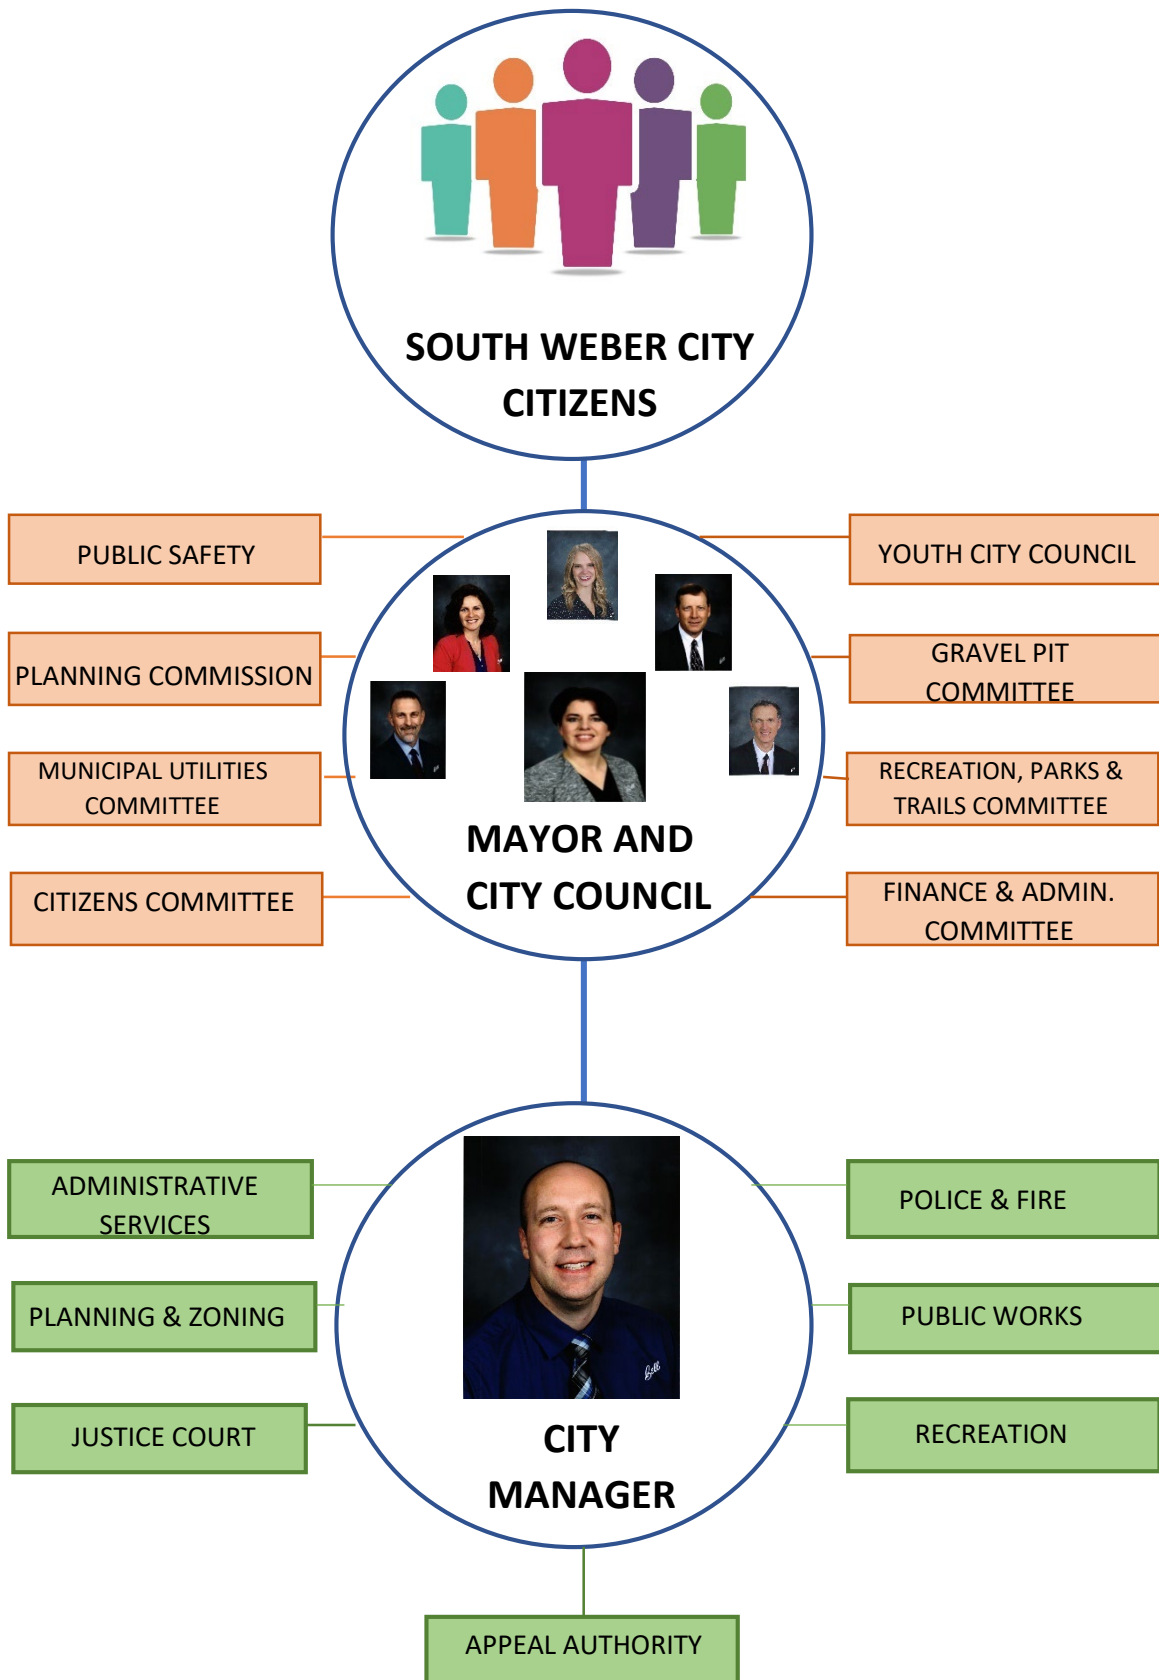 SOUTH WEBER CITY
CITIZENS
PUBLIC SAFETY
YOUTH CITY COUNCIL
PLANNING COMMISSION
GRAVEL PIT
COMMITTEE
MUNICIPAL UTILITIES
COMMITTEE
RECREATION, PARKS &
TRAILS COMMITTEE
MAYOR AND
CITY COUNCIL
CITIZENS COMMITTEE
FINANCE & ADMIN.
COMMITTEE
ADMINISTRATIVE
SERVICES
POLICE & FIRE
PLANNING & ZONING
PUBLIC WORKS
Bell
JUSTICE COURT
RECREATION
CITY
MANAGER
APPEAL AUTHORITY